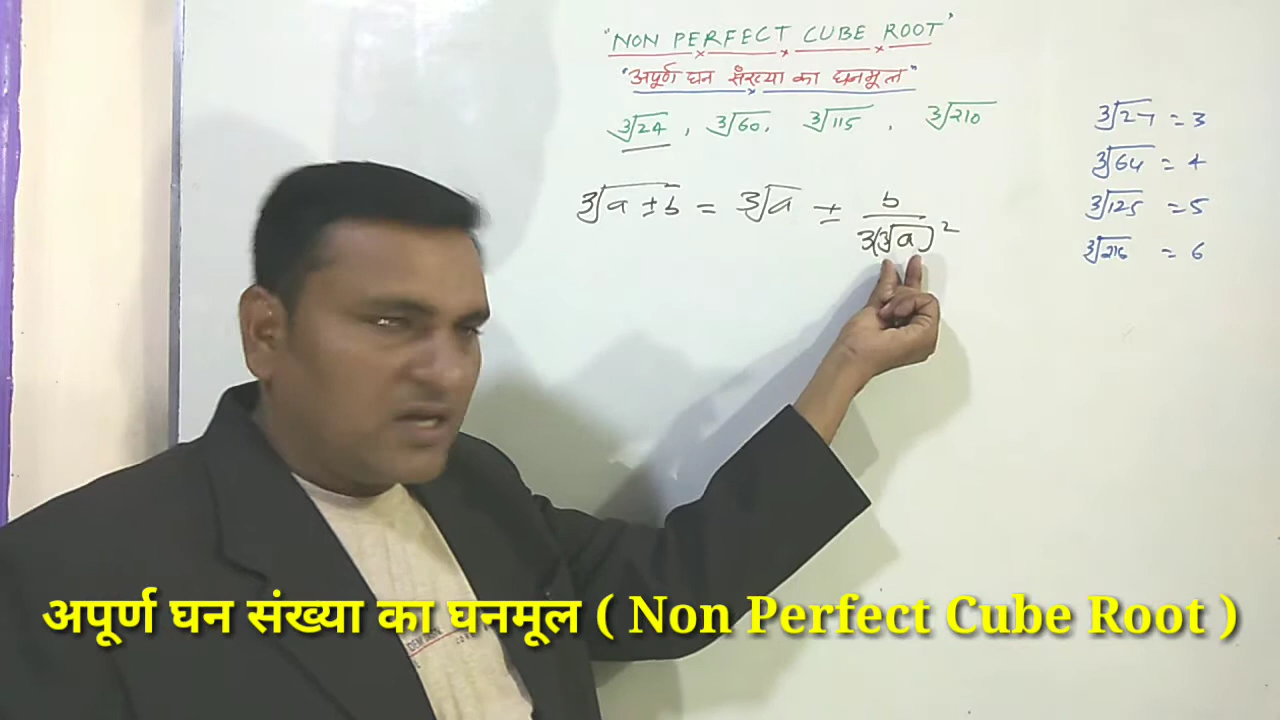 "NON PERFECT CUBE ROOT"
"अपूर्ण घन संख्या का घनमूल"
∛24 , ∛60, ∛115 , ∛210
∛27 = 3
∛64 = 4
∛125 = 5
∛216 = 6
∛a ± b = ∛a ± b / 3(∛a)²
अपूर्ण घन संख्या का घनमूल ( Non Perfect Cube Root )